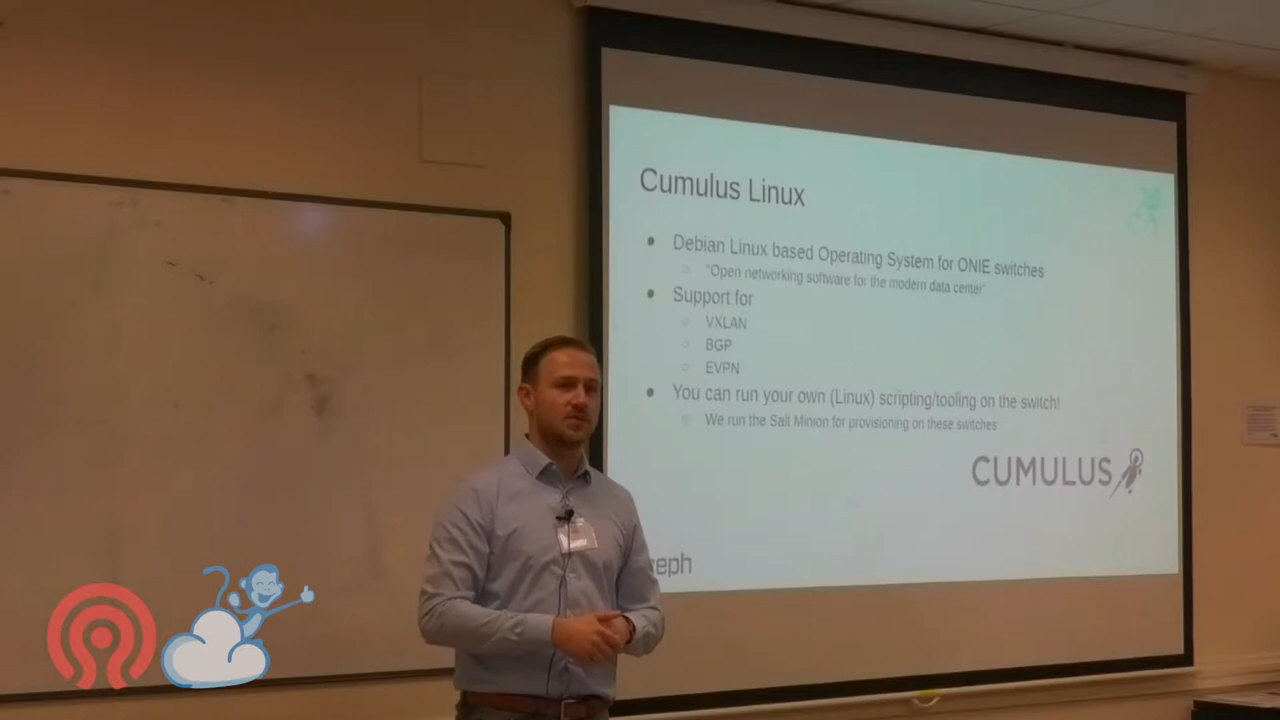 Cumulus Linux
● Debian Linux based Operating System for ONIE switches
○ "Open networking software for the modern data center"
● Support for
○ VXLAN
○ BGP
○ EVPN
● You can run your own (Linux) scripting/tooling on the switch!
○ We run the Salt Minion for provisioning on these switches
CUMULUS
ceph